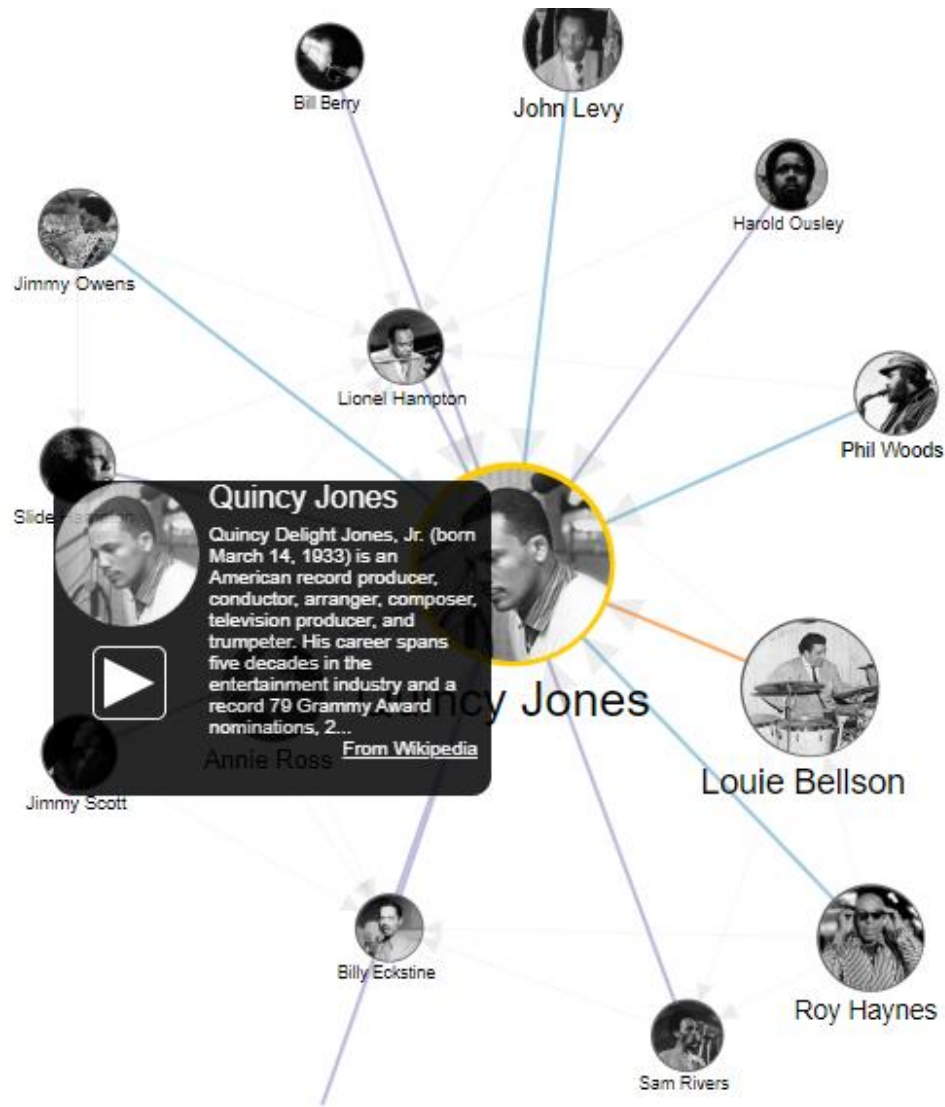 Bill Berry
John Levy
Harold Ousley
Jimmy Owens
Lionel Hampton
Phil Woods
Slide
Quincy Jones
Quincy Delight Jones, Jr. (born
March 14, 1933) is an
American record producer,
conductor, arranger, composer,
television producer, and
trumpeter. His career spans
five decades in the
entertainment industry and a
record 79 Grammy Award
nominations, 2...
From Wikipedia
Quincy Jones
Annie Ross
Louie Bellson
Jimmy Scott
Billy Eckstine
Roy Haynes
Sam Rivers